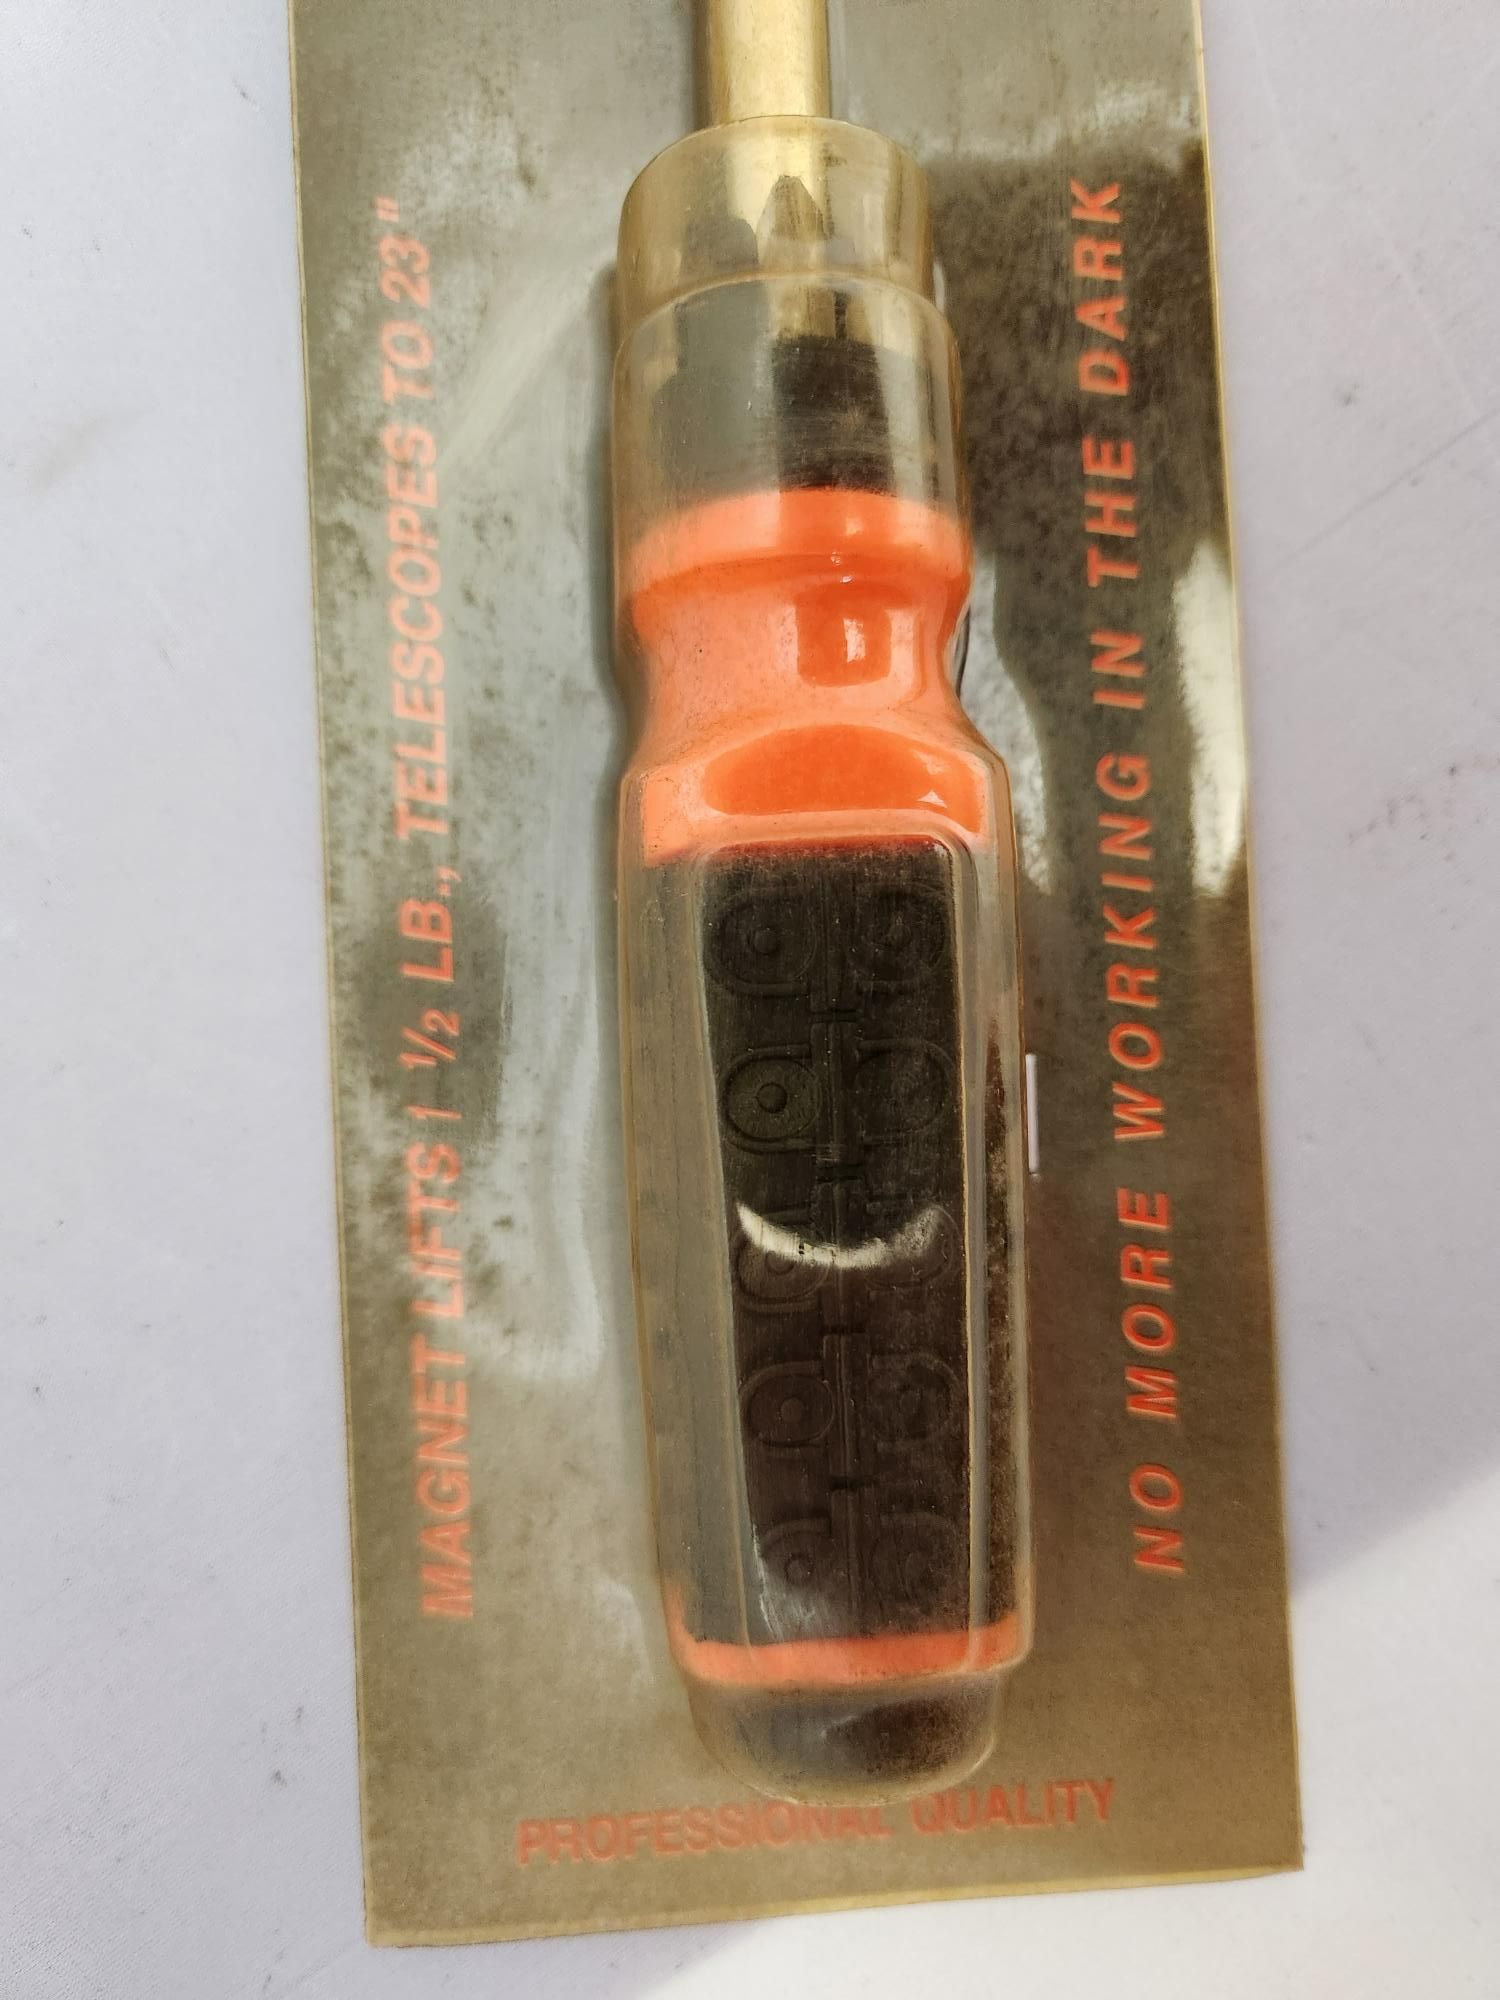 MAGNET LIFTS 1 ½ LB., TELESCOPES TO 23"
NO MORE WORKING IN THE DARK
PROFESSIONAL QUALITY